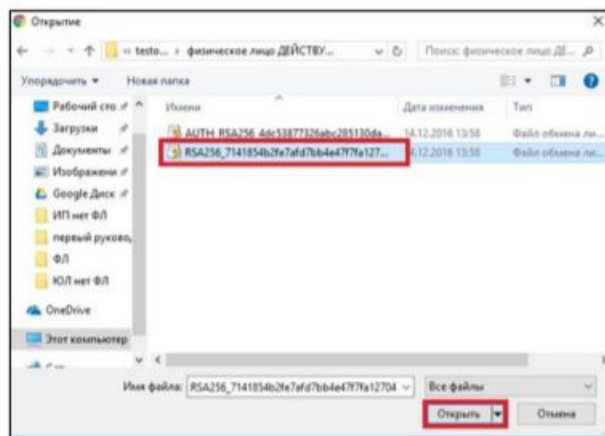 Открытие
« testo... › физическое лицо ДЕЙСТВУ...
Поиск: физическое лицо ДЕ...
Упорядочить
Новая папка
Рабочий сто
Загрузки
Документы
Изображени
Google Диск
ИП нет ФЛ
первый руково,
ФЛ
ЮЛ нет ФЛ
OneDrive
Этот компьютер
Имя
Дата изменения
Тип
AUTH_RSA256_4dc53877326abc285130da...
14.12.2016 13:58
Файл обмена ли...
RSA256_7141854b2fe7afd7bb4e47f7fa127...
14.12.2016 13:58
Файл обмена ли...
Имя файла:
RSA256_7141854b2fe7afd7bb4e47f7fa12704
Все файлы
Открыть
Отмена